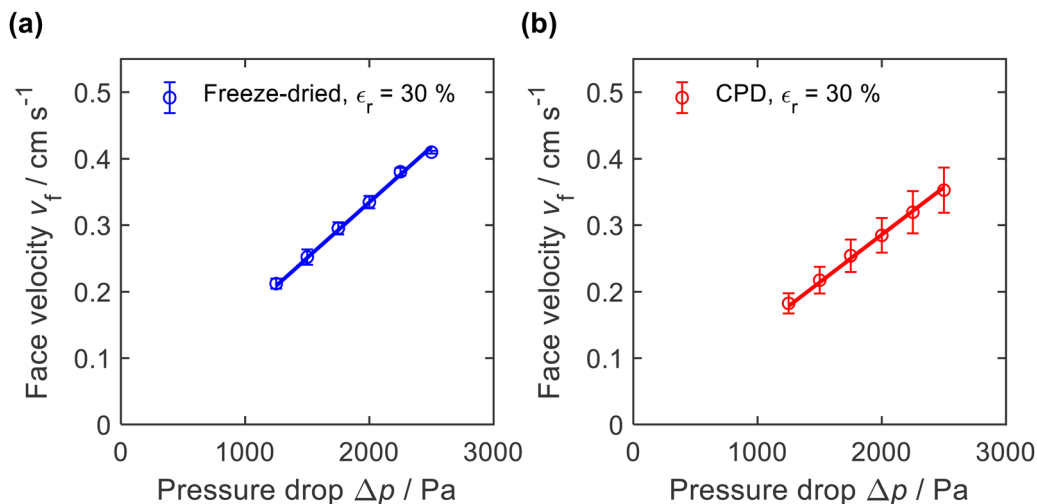 (a)
Freeze-dried, ϵr = 30 %
Face velocity vf / cm s-1
0.5
0.4
0.3
0.2
0.1
0
0
1000
2000
3000
Pressure drop Δp / Pa
(b)
CPD, ϵr = 30 %
Face velocity vf / cm s-1
0.5
0.4
0.3
0.2
0.1
0
0
1000
2000
3000
Pressure drop Δp / Pa